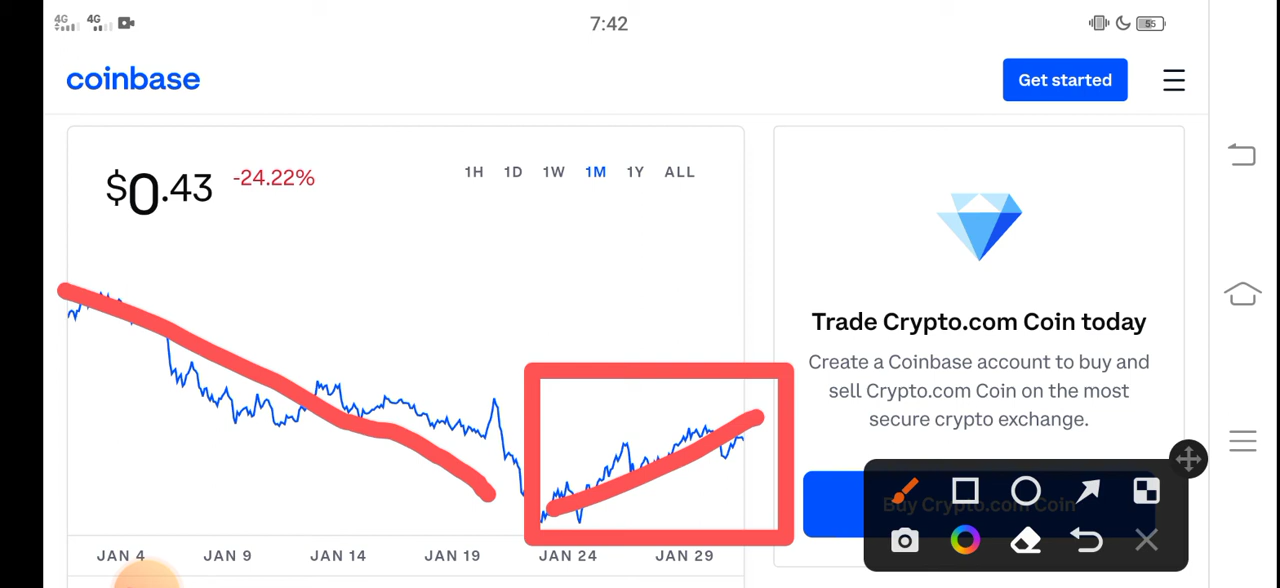 4G 4G 7:42 55
coinbase Get started
$0.43 -24.22% 1H 1D 1W 1M 1Y ALL
Trade Crypto.com Coin today
Create a Coinbase account to buy and
sell Crypto.com Coin on the most
secure crypto exchange.
Buy Crypto.com Coin
JAN 4 JAN 9 JAN 14 JAN 19 JAN 24 JAN 29